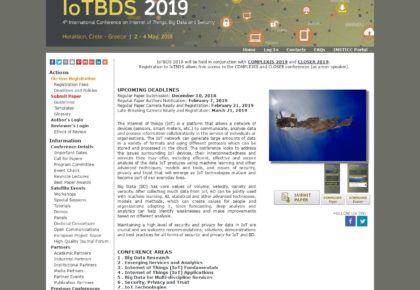 IoTBDS 2019
4th International Conference on Internet of Things, Big Data and Security
Heraklion, Crete - Greece | 2 - 4 May, 2019
Home Log In Contacts FAQs INSTICC Portal
IoTBDS 2019 will be held in conjunction with COMPLEXIS 2019 and CLOSER 2019.
Registration to IoTBDS allows free access to the COMPLEXIS and CLOSER conferences (as a non-speaker).
Actions
On-line Registration
Registration Fees
Deadlines and Policies
Submit Paper
Guidelines
Templates
Glossary
Author's Login
Reviewer's Login
Ethics of Review
Information
Conference Details
Important Dates
Call for Papers
Program Committee
Event Chairs
Keynote Lectures
Best Paper Awards
Satellite Events
Workshops
Special Sessions
Tutorials
Demos
Panels
Doctoral Consortium
Open Communications
European Project Space
High Quality Journal Forum
Partners
Academic Partners
Industrial Partners
Institutional Partners
Media Partners
Partner Events
Publication Partners
Previous Conferences
UPCOMING DEADLINES
Regular Paper Submission: December 10, 2018
Regular Paper Authors Notification: February 7, 2019
Regular Paper Camera Ready and Registration: February 21, 2019
Late-Breaking Camera Ready and Registration: March 21, 2019
The Internet of Things (IoT) is a platform that allows a network of
devices (sensors, smart meters, etc.) to communicate, analyse data
and process information collaboratively in the service of individuals or
organisations. The IoT network can generate large amounts of data
in a variety of formats and using different protocols which can be
stored and processed in the cloud. The conference looks to address
the issues surrounding IoT devices, their interconnectedness and
services they may offer, including efficient, effective and secure
analysis of the data IoT produces using machine learning and other
advanced techniques, models and tools, and issues of security,
privacy and trust that will emerge as IoT technologies mature and
become part of our everyday lives.
Big Data (BD) has core values of volume, velocity, variety and
veracity. After collecting much data from IoT, BD can be jointly used
with machine learning, AI, statistical and other advanced techniques,
models and methods, which can create values for people and
organisations adopting it, since forecasting, deep analysis and
analytics can help identify weaknesses and make improvements
based on different analysis.
Maintaining a high level of security and privacy for data in IoT are
crucial and we welcome recommendations, solutions, demonstrations
and best practices for all forms of security and privacy for IoT and BD.
CONFERENCE AREAS
1 . Big Data Research
2 . Emerging Services and Analytics
3 . Internet of Things (IoT) Fundamentals
4 . Internet of Things (IoT) Applications
5 . Big Data for Multi-discipline Services
6 . Security, Privacy and Trust
7 . IoT Technologies
SUBMIT
PAPER
DOWNLOAD
DOWNLOAD
FOLLOW US ON: